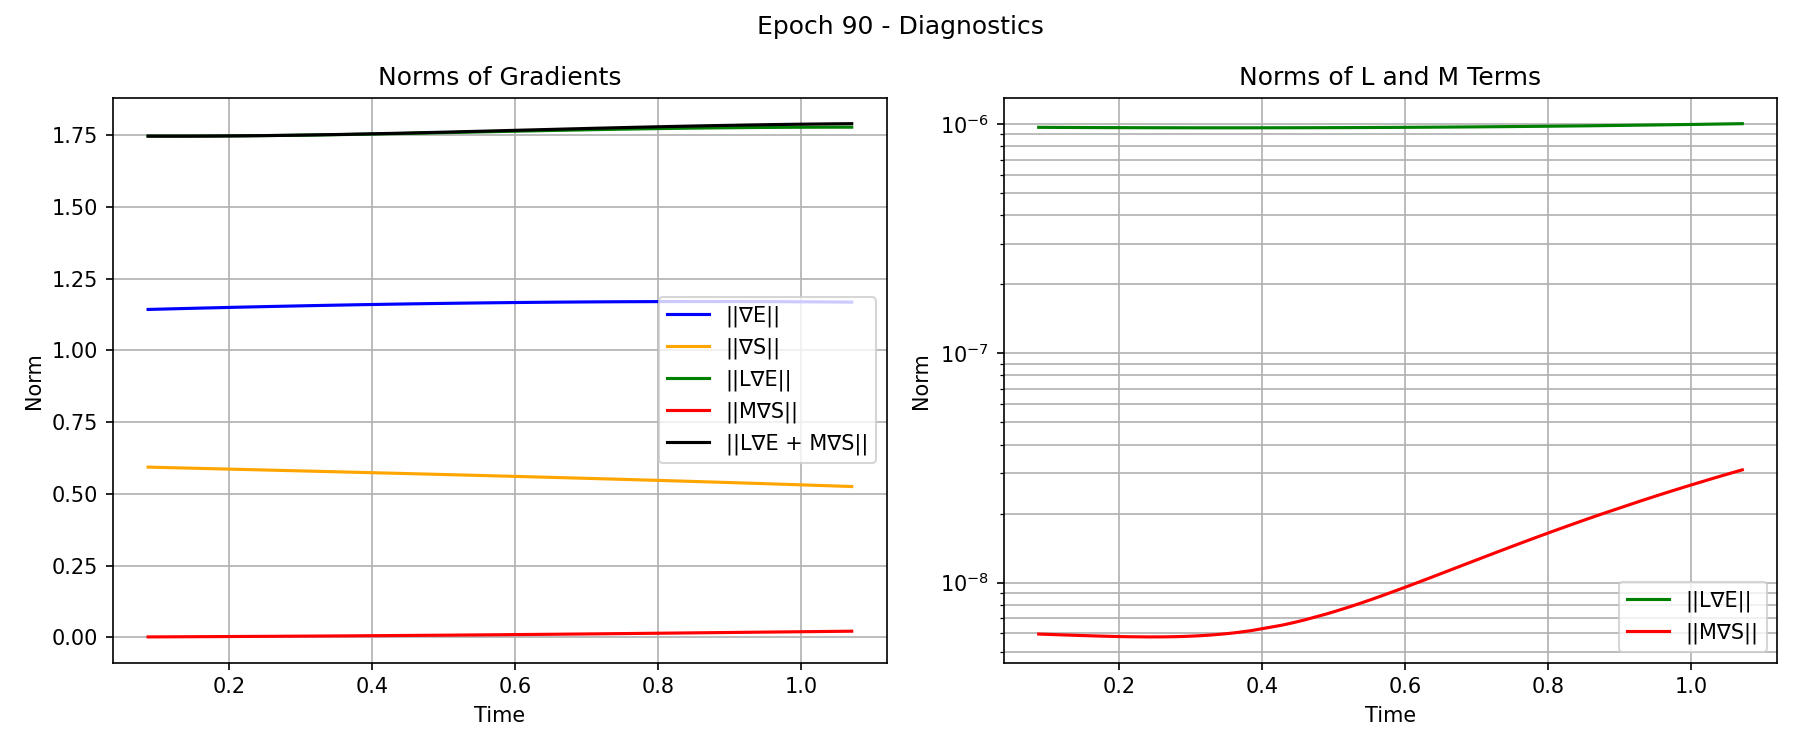 Epoch 90 - Diagnostics
Norms of Gradients
Norm
1.75
1.50
1.25
1.00
0.75
0.50
0.25
0.00
0.2 0.4 0.6 0.8 1.0
Time
||∇E||
||∇S||
||L∇E||
||M∇S||
||L∇E + M∇S||
Norms of L and M Terms
Norm
10⁻⁶
10⁻⁷
10⁻⁸
0.2 0.4 0.6 0.8 1.0
Time
||L∇E||
||M∇S||